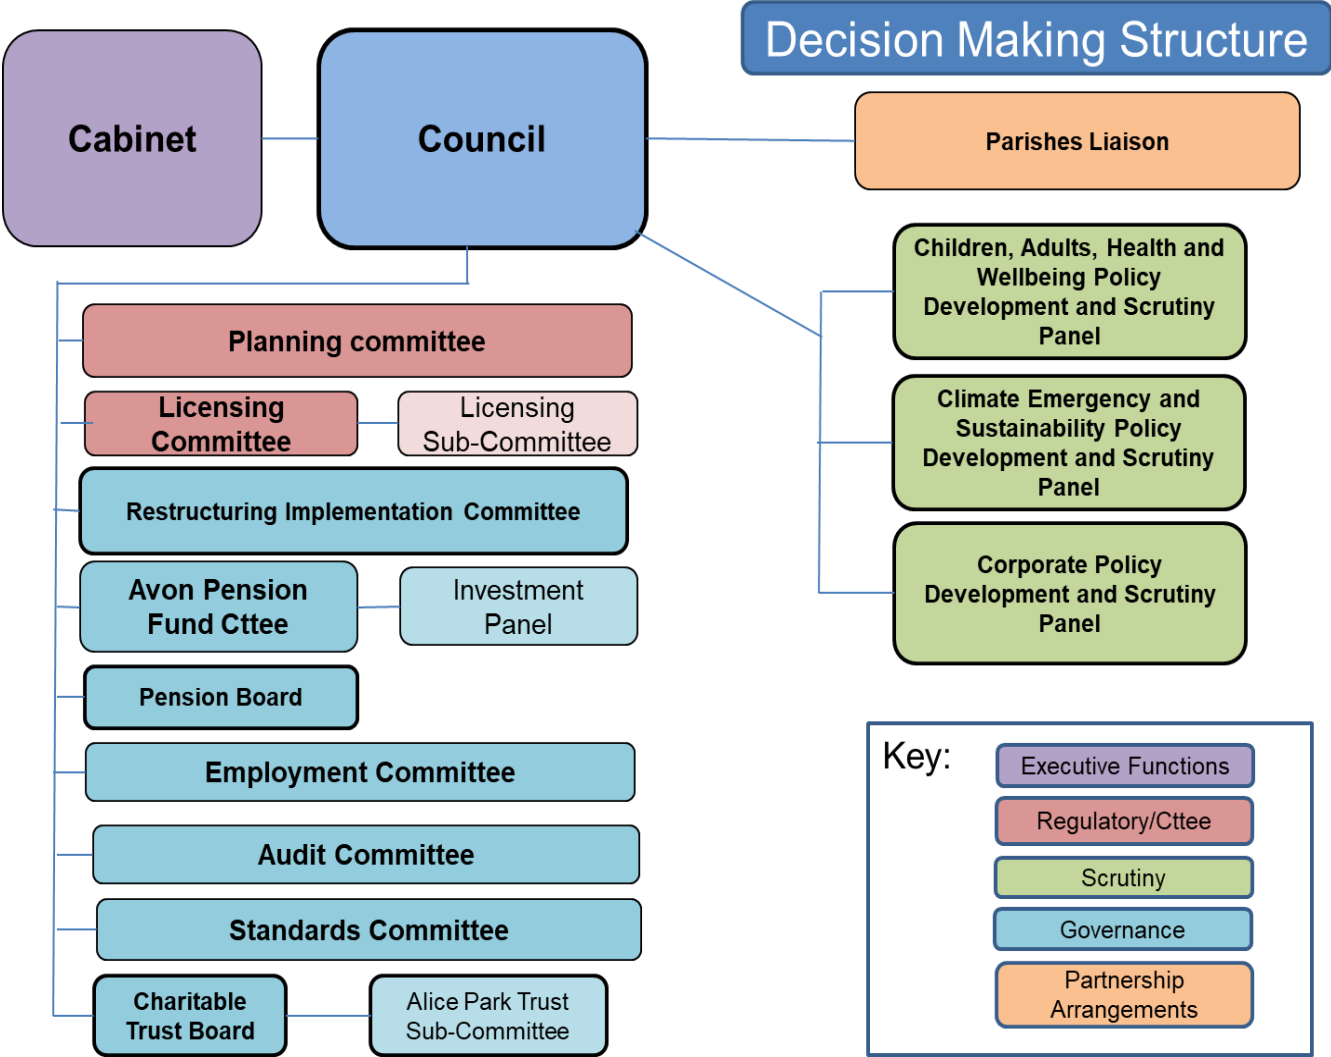 Decision Making Structure
Cabinet
Council
Parishes Liaison
Children, Adults, Health and
Wellbeing Policy
Development and Scrutiny
Panel
Climate Emergency and
Sustainability Policy
Development and Scrutiny
Panel
Corporate Policy
Development and Scrutiny
Panel
Planning committee
Licensing
Committee
Licensing
Sub-Committee
Restructuring Implementation Committee
Avon Pension
Fund Cttee
Investment
Panel
Pension Board
Employment Committee
Audit Committee
Standards Committee
Charitable
Trust Board
Alice Park Trust
Sub-Committee
Key:
Executive Functions
Regulatory/Cttee
Scrutiny
Governance
Partnership
Arrangements